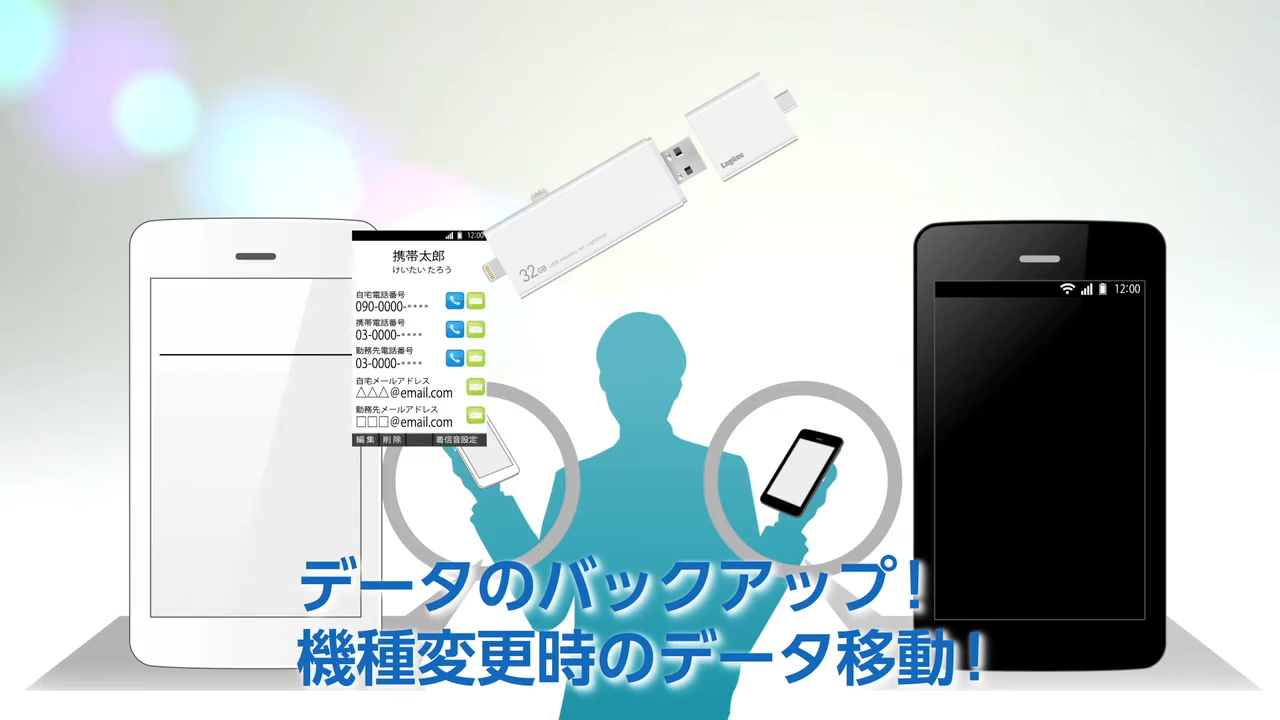 Logitec
32GB USB memory for Lightning
12:00
携帯太郎
けいたい たろう
自宅電話番号
090-0000-****
携帯電話番号
03-0000-****
勤務先電話番号
03-0000-****
自宅メールアドレス
△△△@email.com
勤務先メールアドレス
□□□@email.com
編集 削除 着信音設定
12:00
データのバックアップ!
機種変更時のデータ移動!